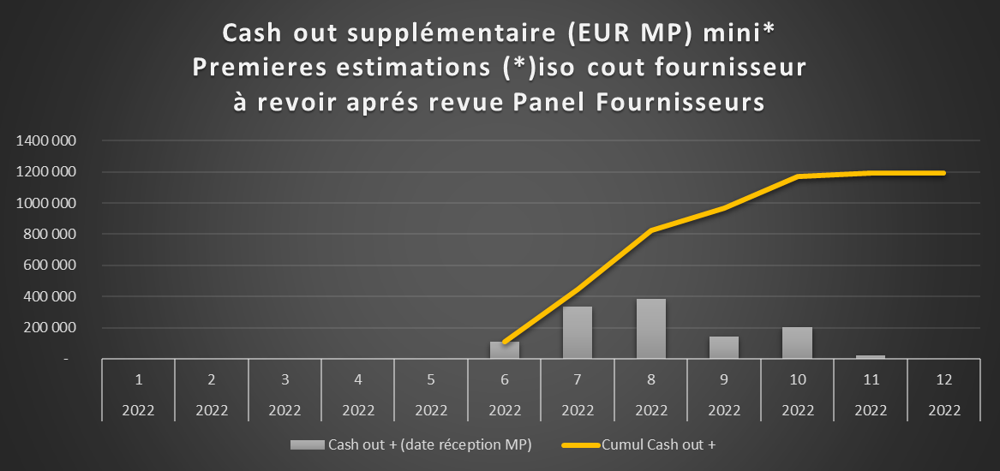 Cash out supplémentaire (EUR MP) mini*
Premieres estimations (*)iso cout fournisseur
à revoir aprés revue Panel Fournisseurs
1400 000
1200 000
1000 000
800 000
600 000
400 000
200 000
-
1 2 3 4 5 6 7 8 9 10 11 12
2022 2022 2022 2022 2022 2022 2022 2022 2022 2022 2022 2022
Cash out + (date réception MP) Cumul Cash out +